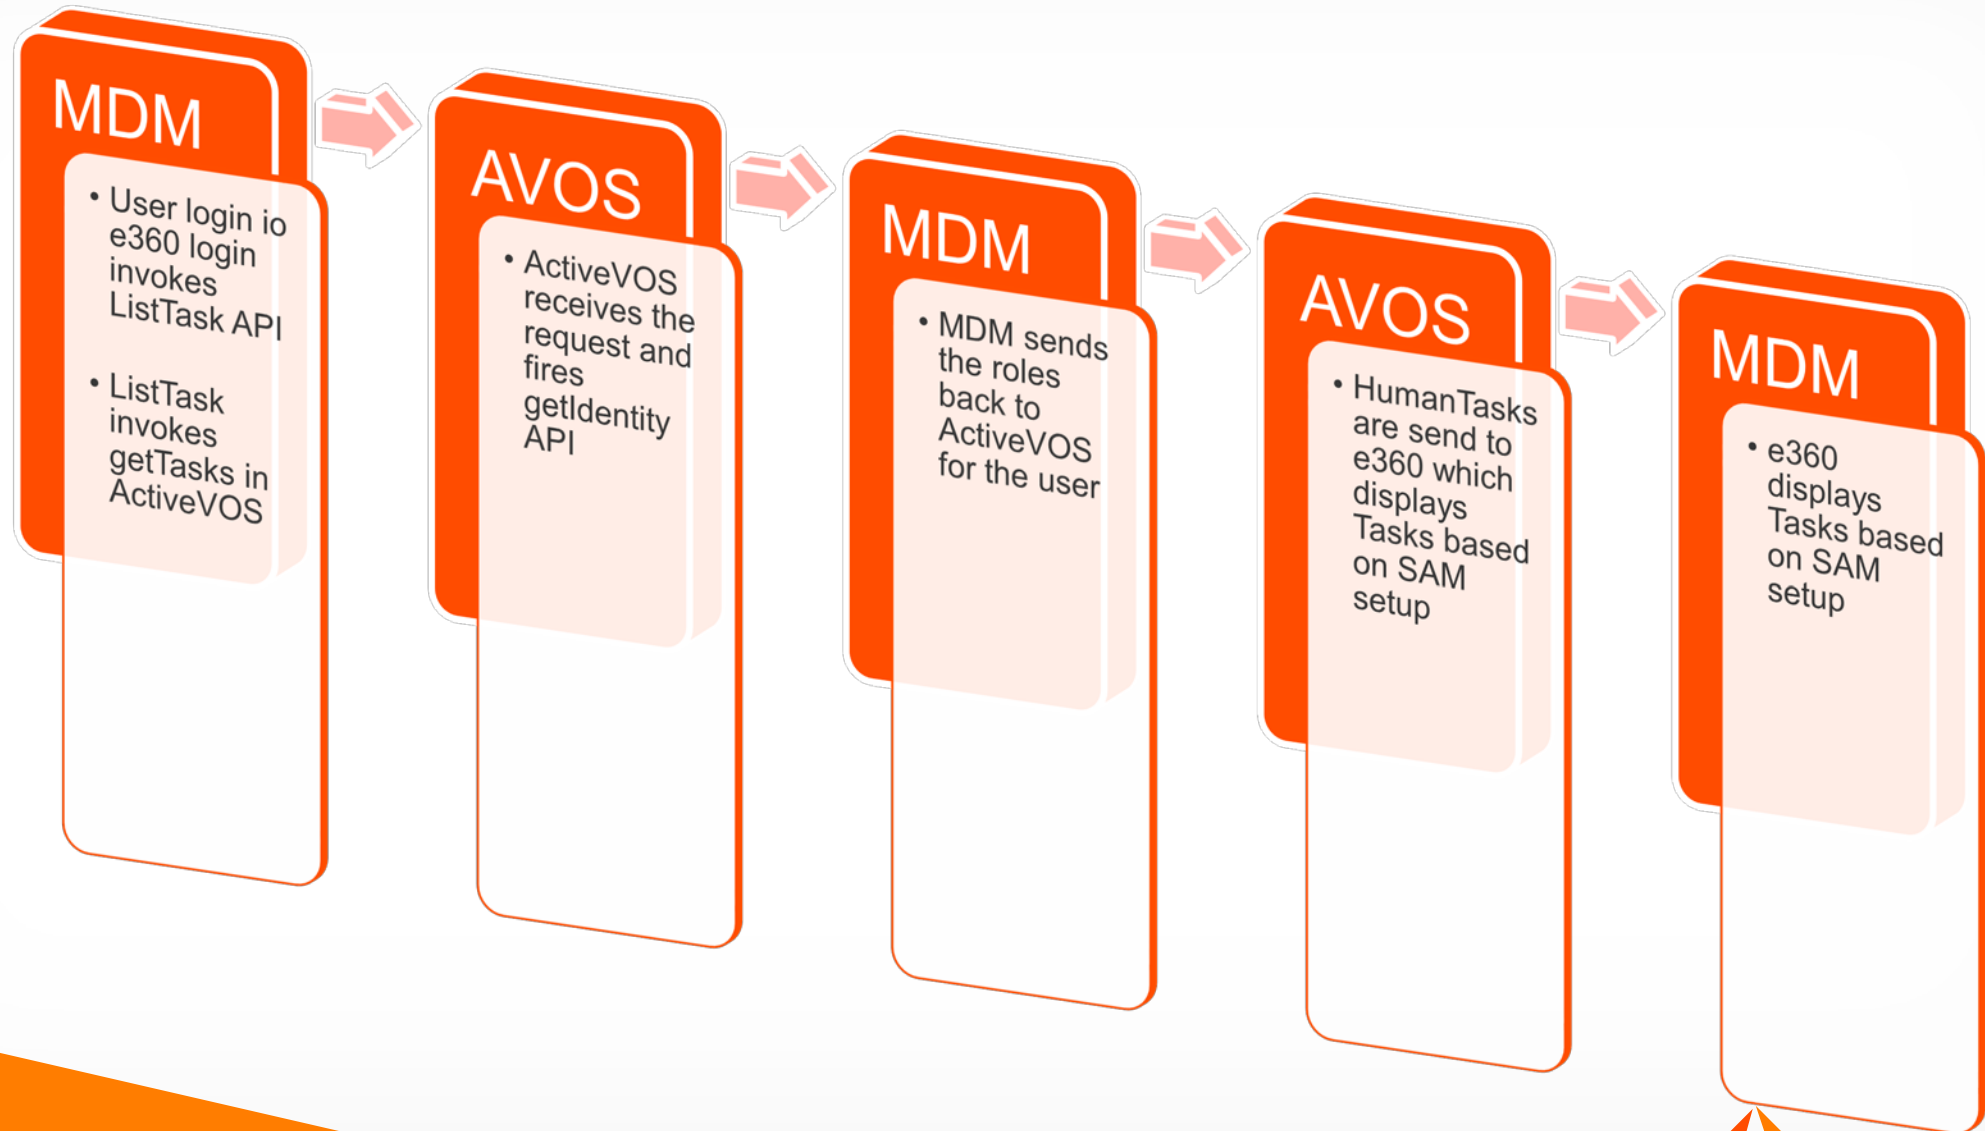 MDM
• User login io
e360 login
invokes
ListTask API
• ListTask
invokes
getTasks in
ActiveVOS
AVOS
• ActiveVOS
receives the
request and
fires
getIdentity
API
MDM
• MDM sends
the roles
back to
ActiveVOS
for the user
AVOS
• HumanTasks
are send to
e360 which
displays
Tasks based
on SAM
setup
MDM
• e360
displays
Tasks based
on SAM
setup